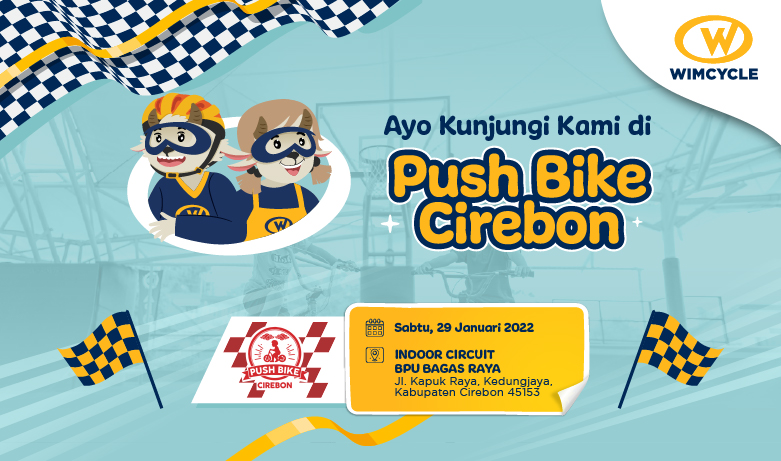 WIMCYCLE
Ayo Kunjungi Kami di
Push Bike
Cirebon
W
PUSH BIKE
CIREBON
Sabtu, 29 Januari 2022
INDOOR CIRCUIT
BPU BAGAS RAYA
Jl. Kapuk Raya, Kedungjaya,
Kabupaten Cirebon 45153